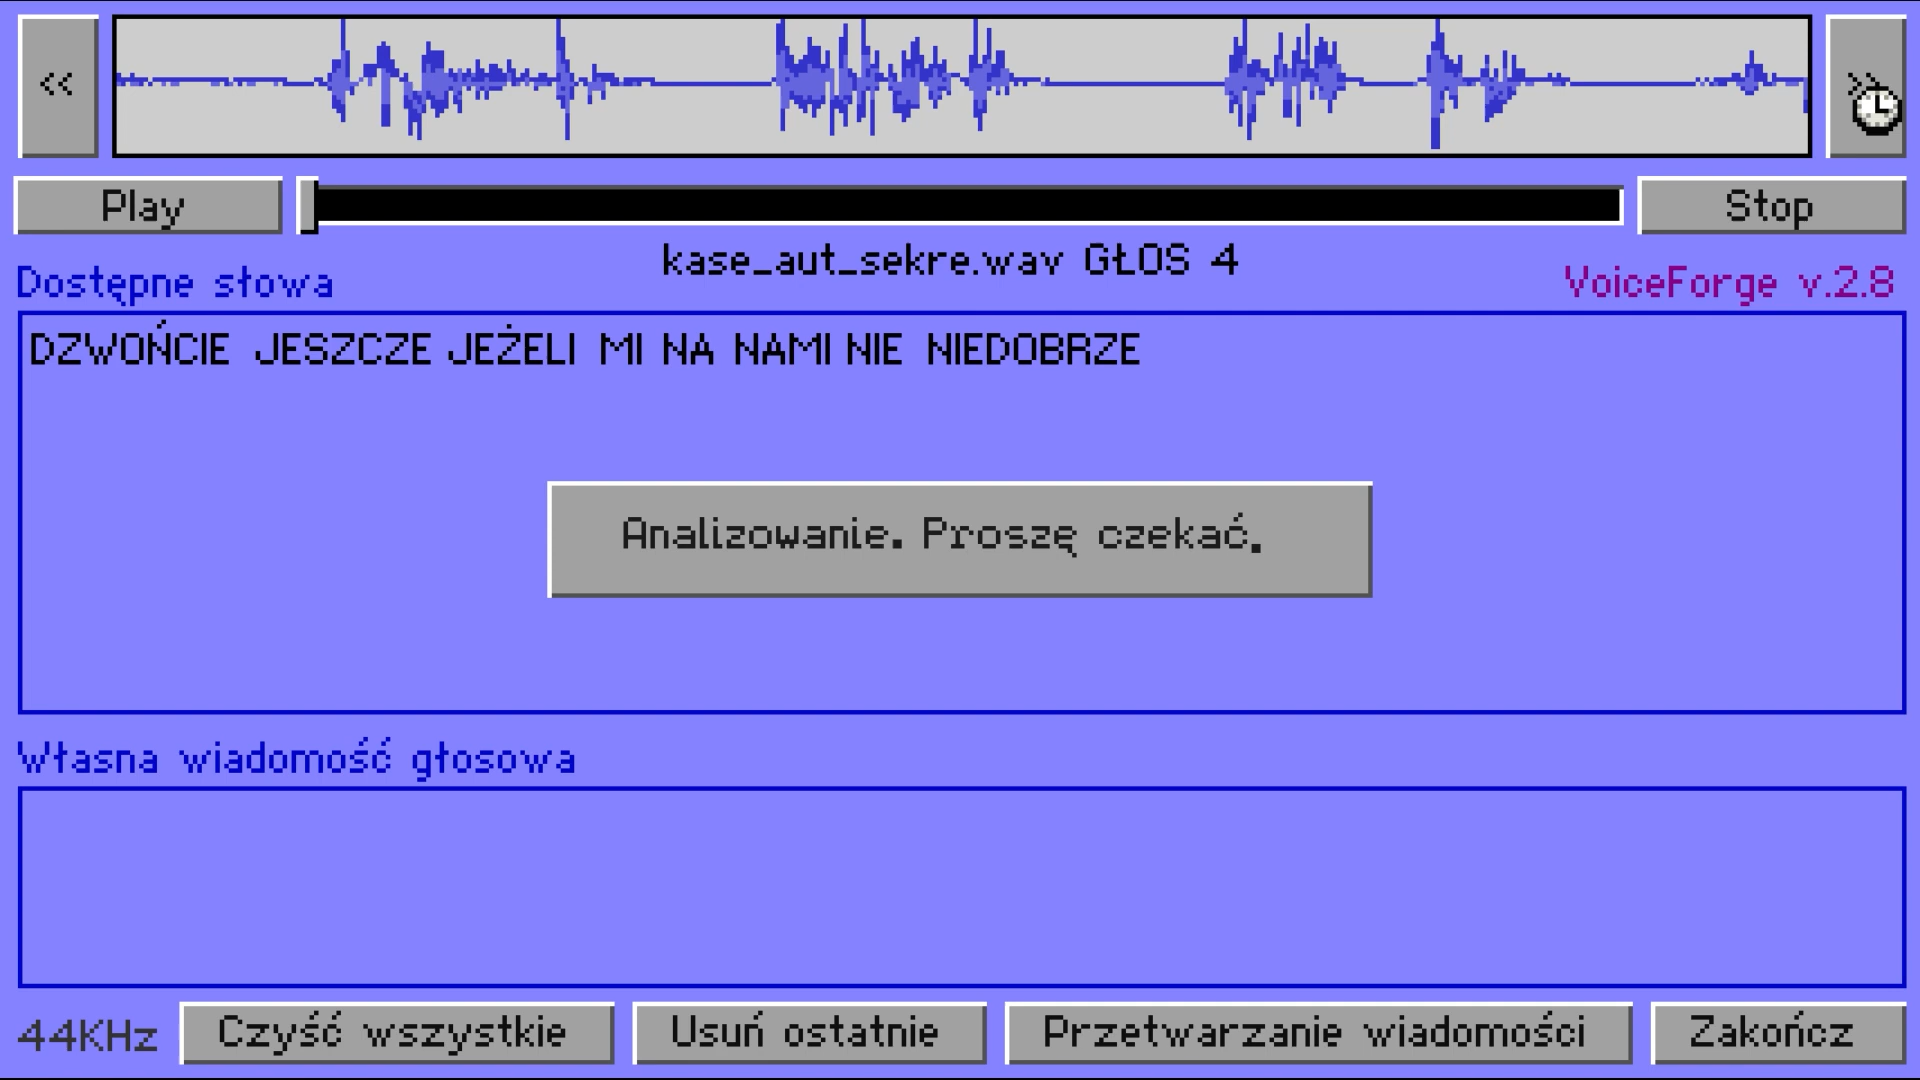 <<
>>
Play
Stop
kase_aut_sekre.wav GŁOS 4
Dostępne słowa
VoiceForge v.2.8
DZWOŃCIE JESZCZE JEŻELI MI NA NAMI NIE NIEDOBRZE
Analizowanie. Proszę czekać.
Własna wiadomość głosowa
44KHz
Czyść wszystkie
Usuń ostatnie
Przetwarzanie wiadomości
Zakończ